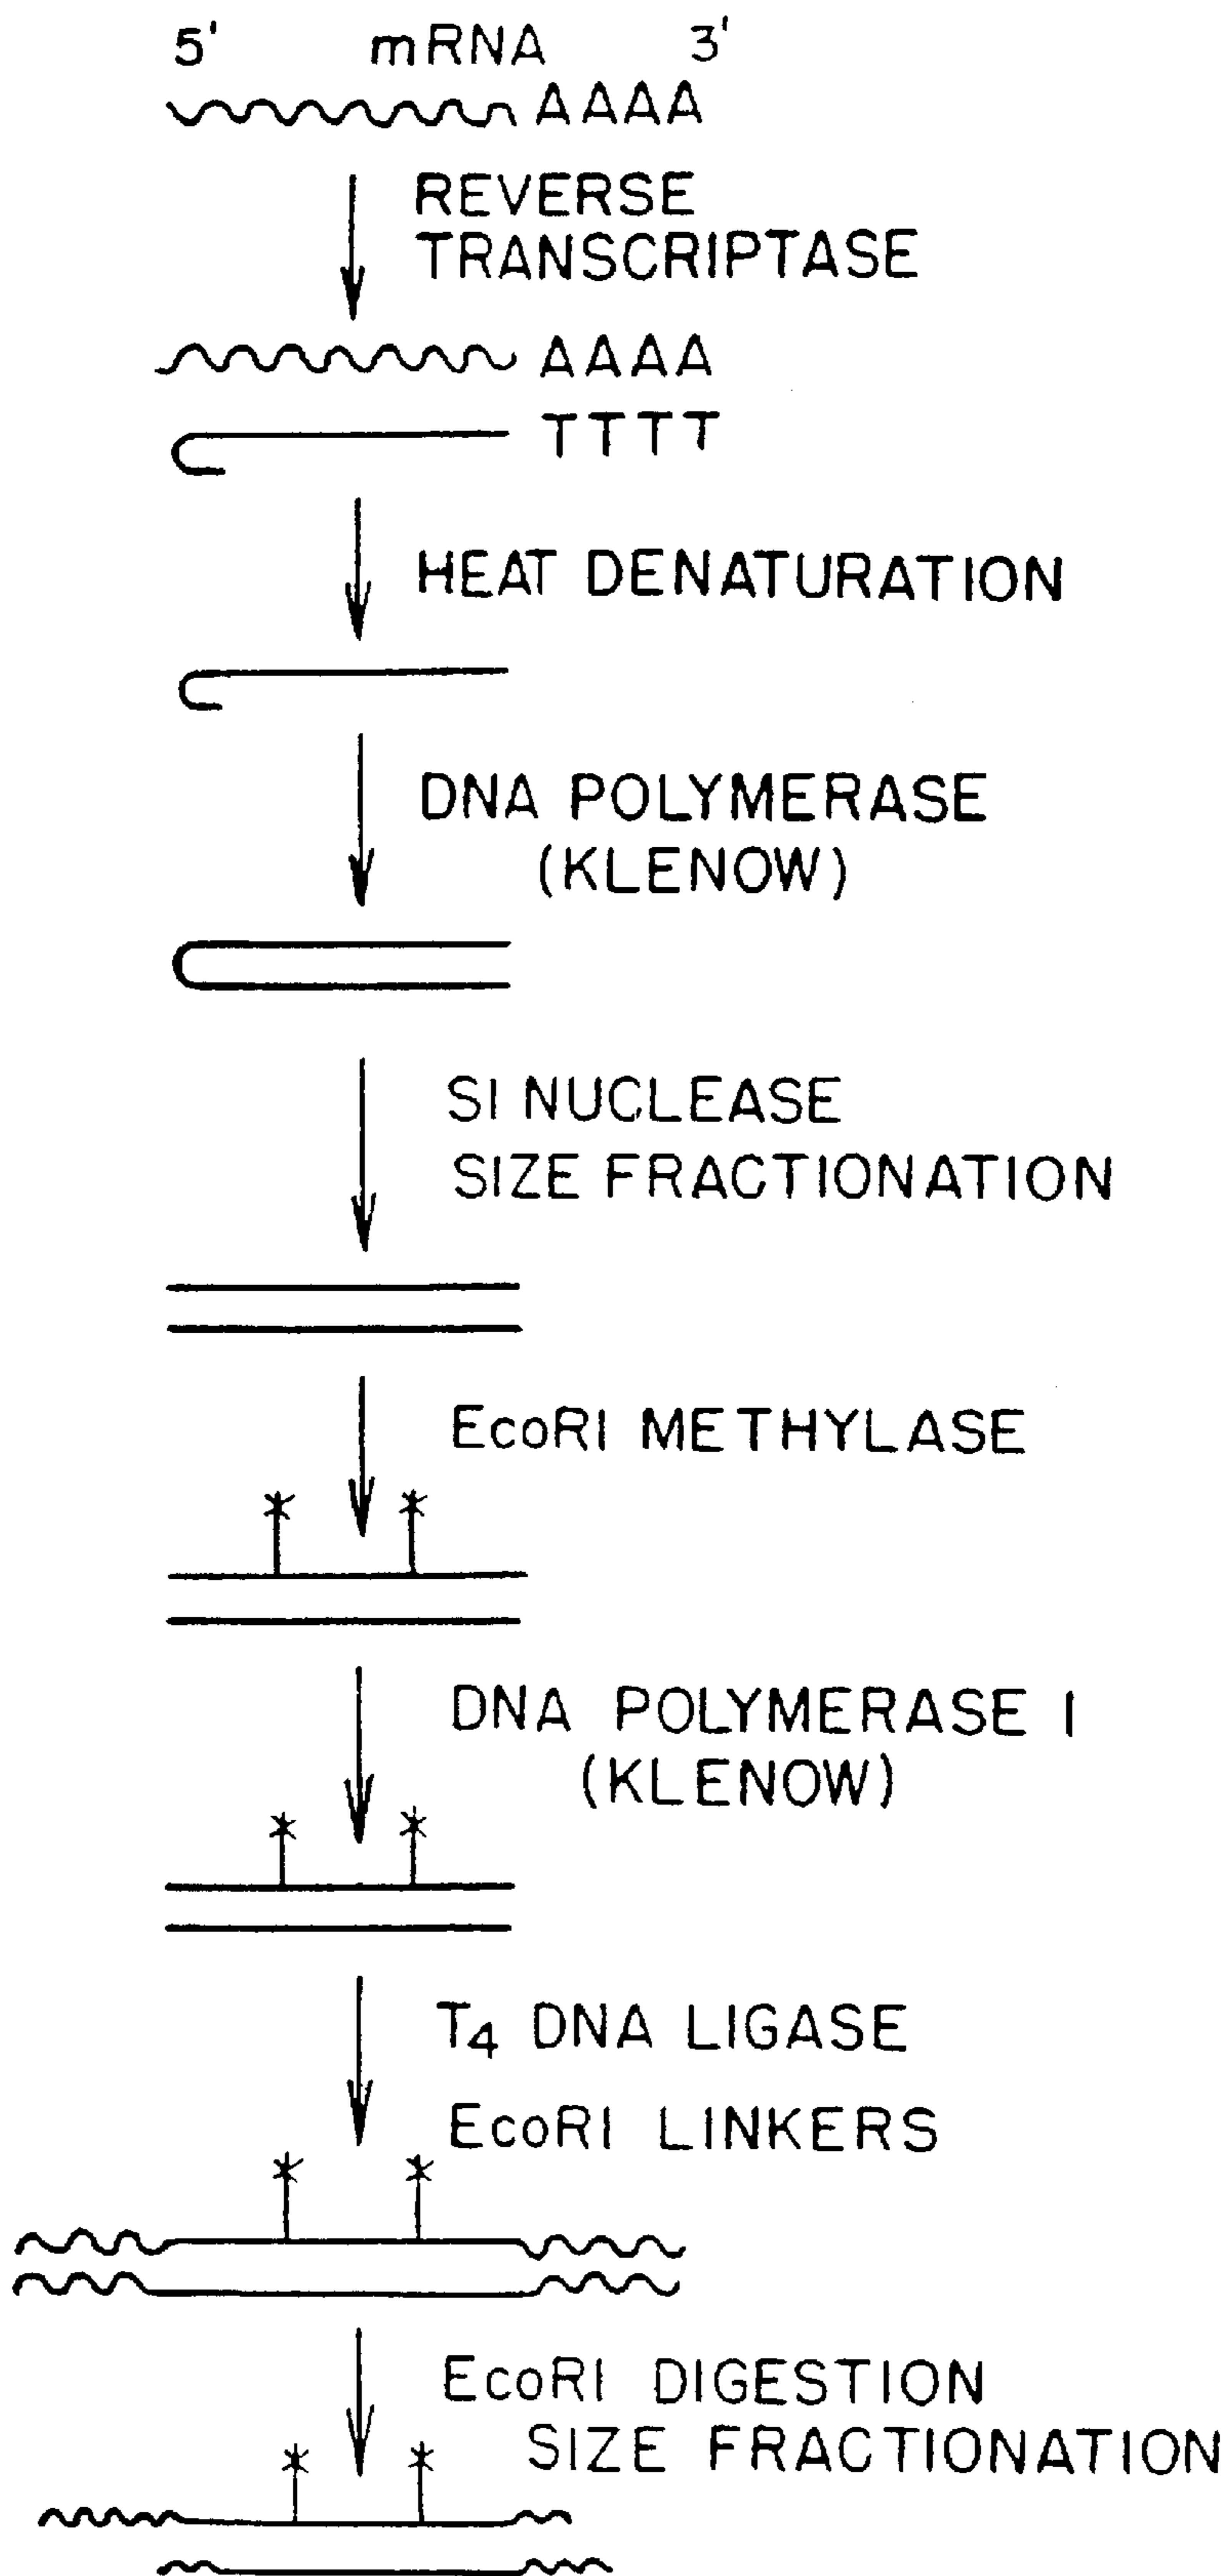 5' mRNA 3'
AAAA
REVERSE
TRANSCRIPTASE
AAAA
TTTT
HEAT DENATURATION
DNA POLYMERASE
(KLENOW)
SI NUCLEASE
SIZE FRACTIONATION
EcoRI METHYLASE
* *
DNA POLYMERASE I
(KLENOW)
* *
T4 DNA LIGASE
EcoRI LINKERS
* *
EcoRI DIGESTION
SIZE FRACTIONATION
* *